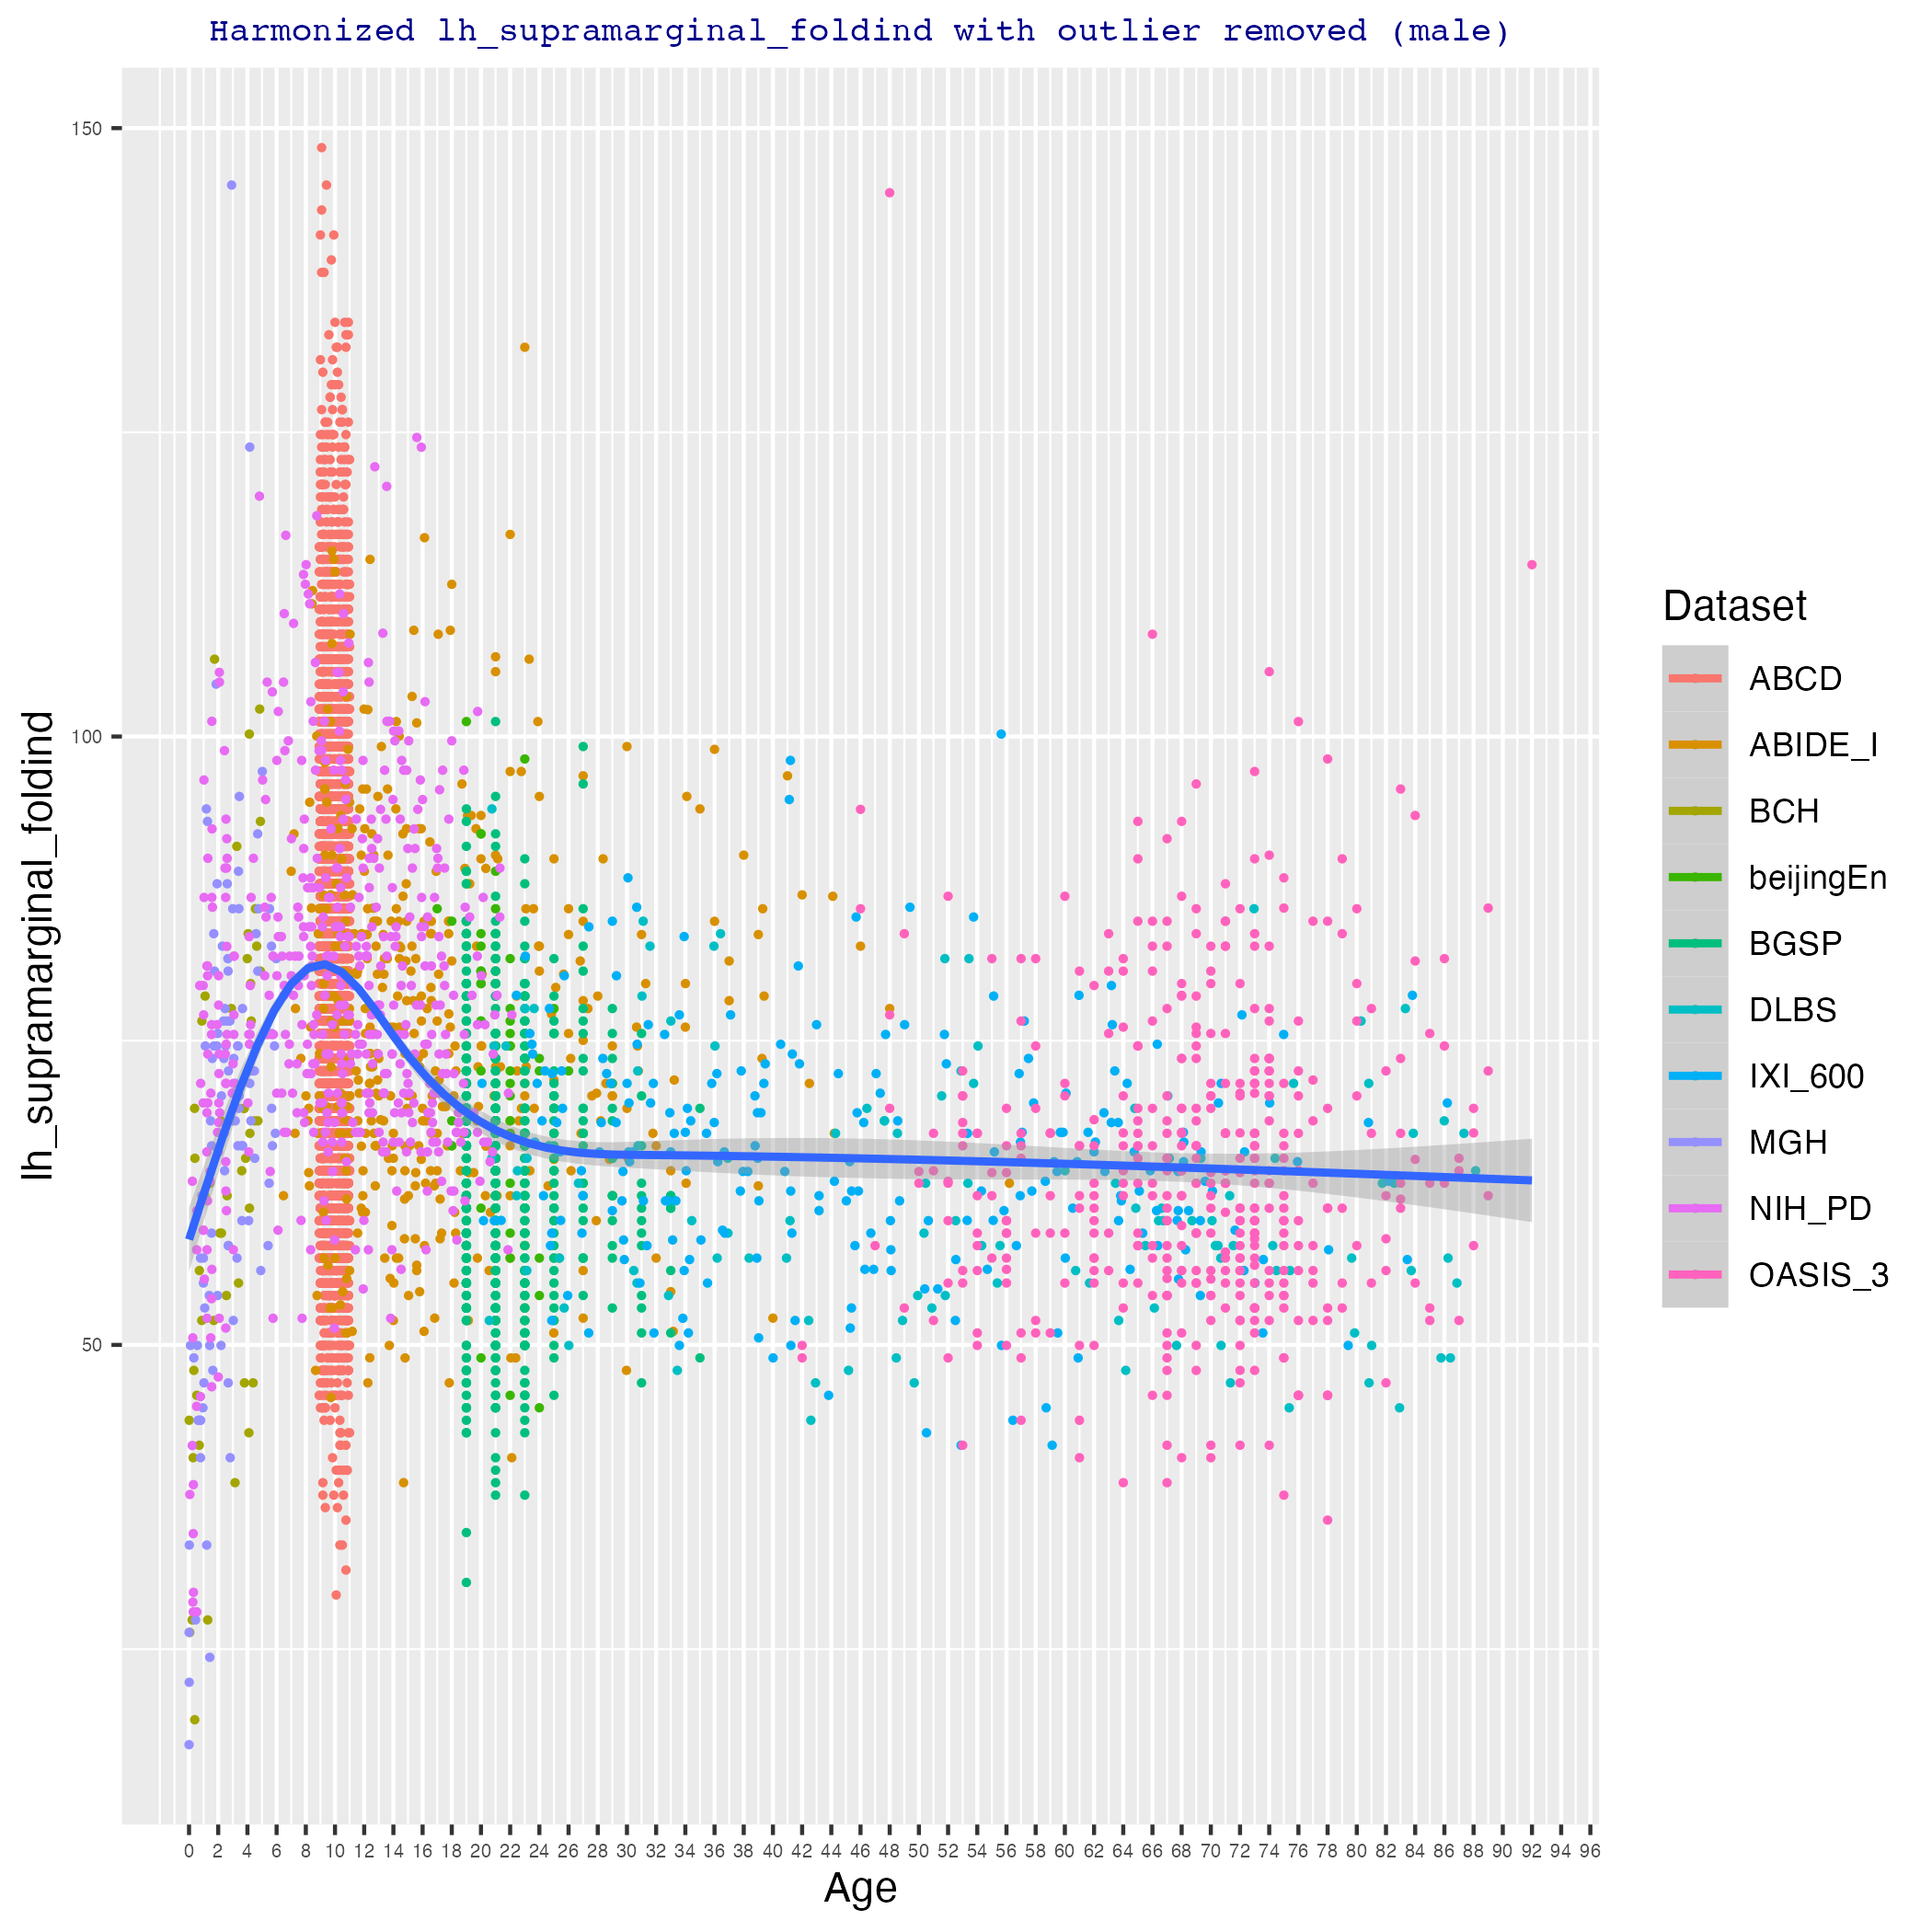 Harmonized lh_supramarginal_foldind with outlier removed (male)
150
100
50
lh_supramarginal_foldind
0 2 4 6 8 10 12 14 16 18 20 22 24 26 28 30 32 34 36 38 40 42 44 46 48 50 52 54 56 58 60 62 64 66 68 70 72 74 76 78 80 82 84 86 88 90 92 94 96
Age
Dataset
ABCD
ABIDE_I
BCH
beijingEn
BGSP
DLBS
IXI_600
MGH
NIH_PD
OASIS_3